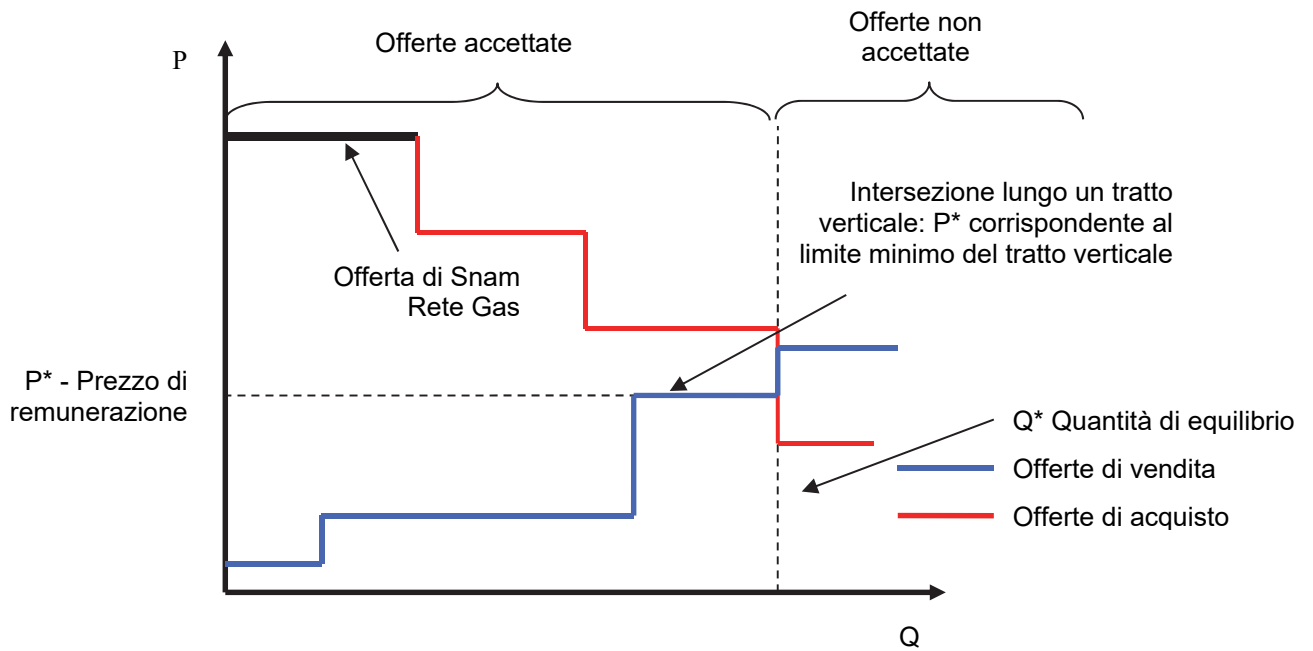 P
Offerte accettate
Offerte non
accettate
Intersezione lungo un tratto
verticale: P* corrispondente al
limite minimo del tratto verticale
Offerta di Snam
Rete Gas
P* - Prezzo di
remunerazione
Q* Quantità di equilibrio
Offerte di vendita
Offerte di acquisto
Q